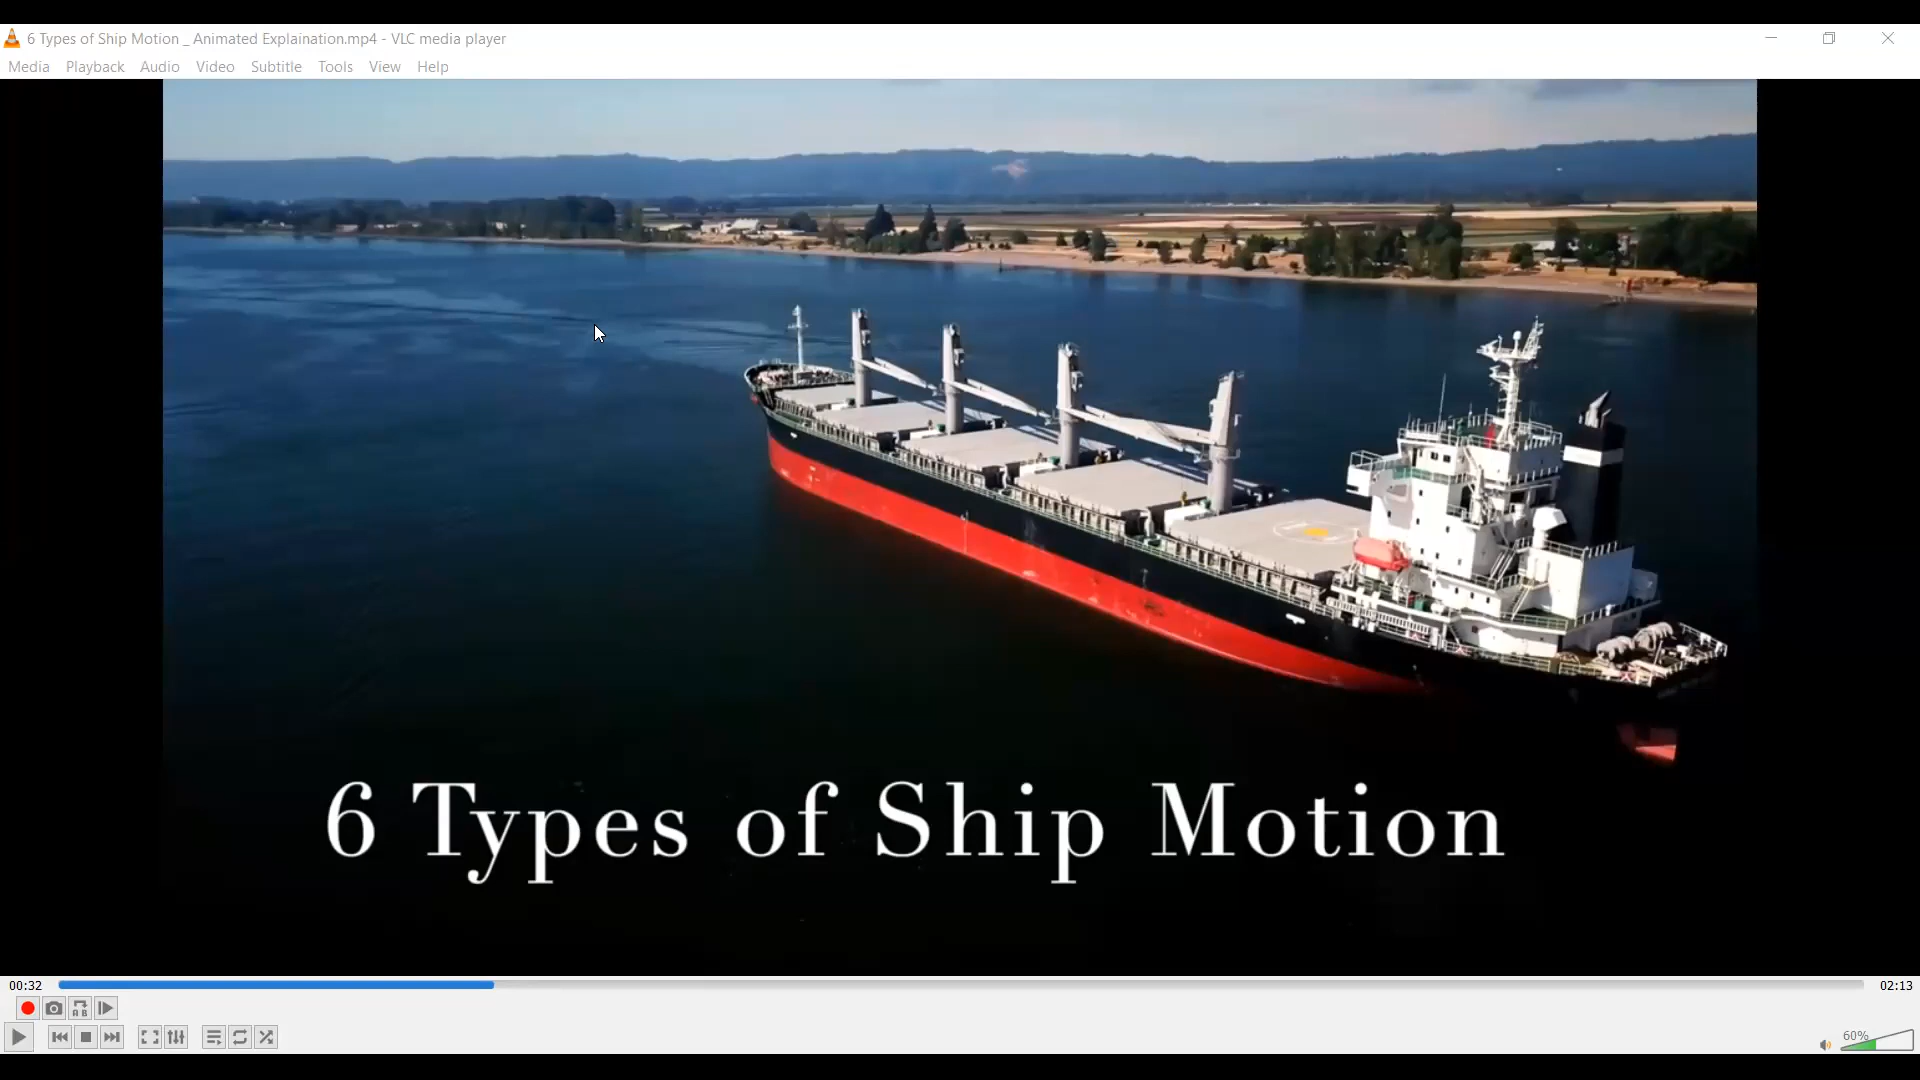 6 Types of Ship Motion _ Animated Explaination.mp4 - VLC media player
Media Playback Audio Video Subtitle Tools View Help
6 Types of Ship Motion
00:32 02:13
A B
60%